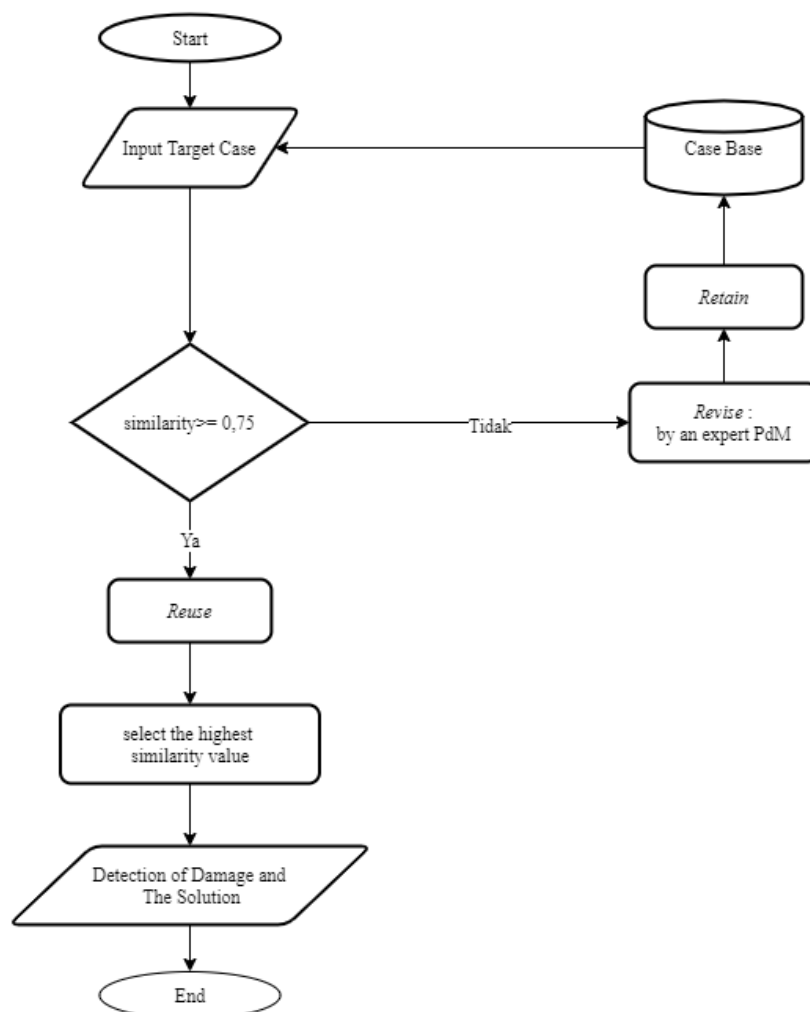 Start
Input Target Case
Case Base
Retain
similarity>= 0,75
Tidak
Revise :
by an expert PdM
Ya
Reuse
select the highest
similarity value
Detection of Damage and
The Solution
End